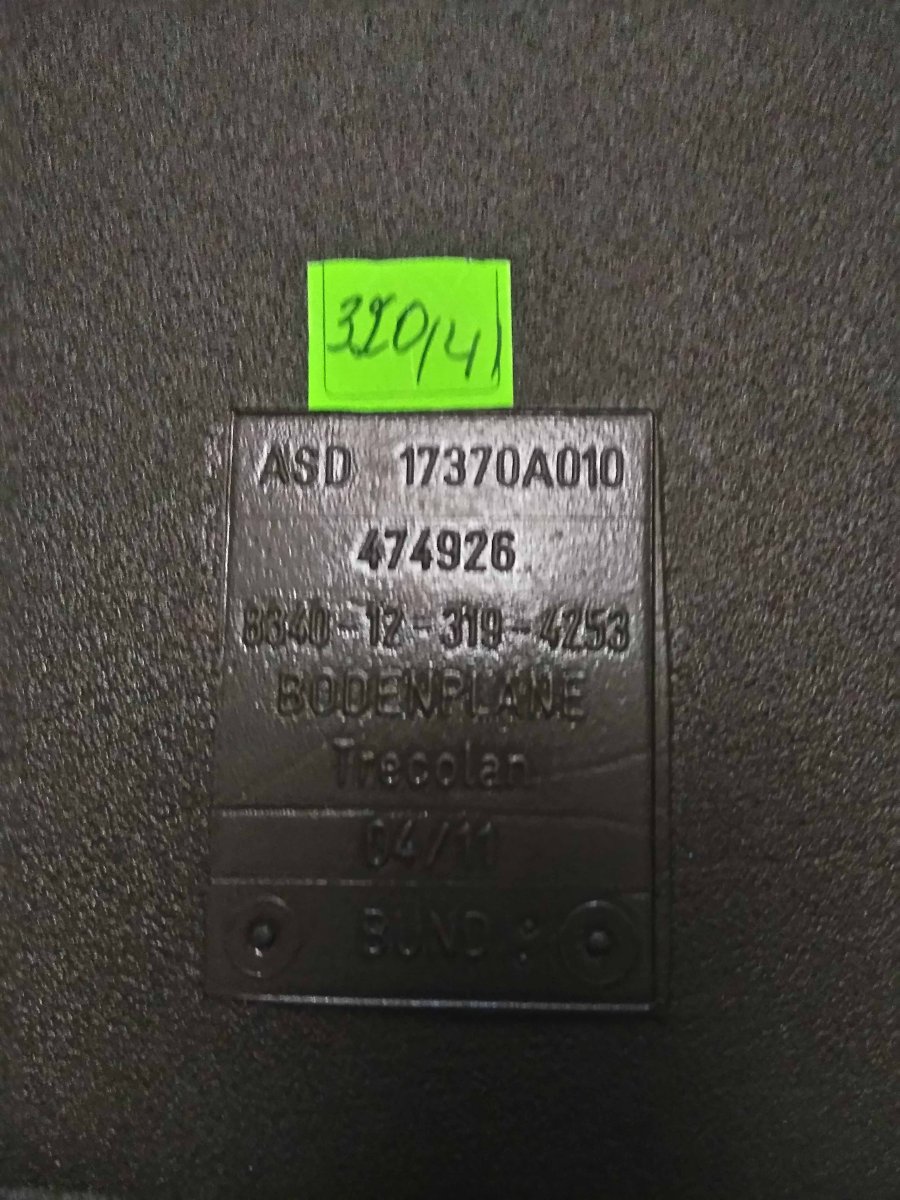 320/4)
ASD 17370A010
474926
8340-12-319-4253
BODENPLANE
Trecolan
04/11
BUND